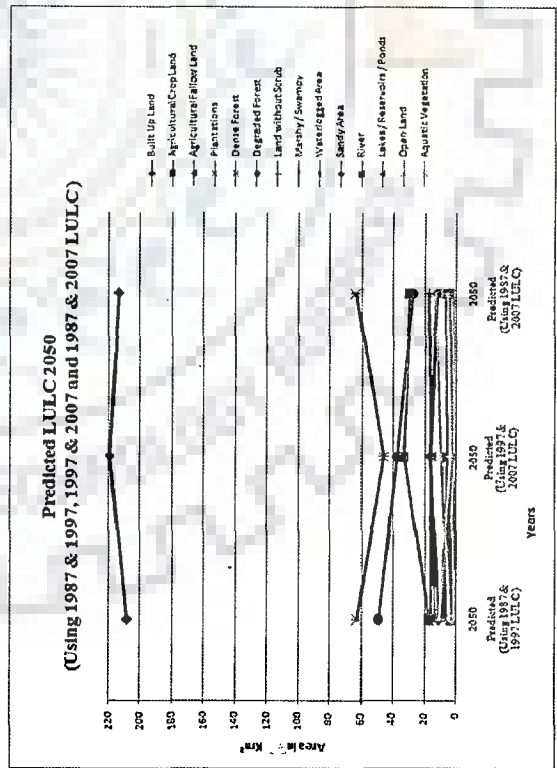 Predicted LULC 2050
(Using 1987 & 1997, 1997 & 2007 and 1987 & 2007 LULC)
220
200
180
160
140
120
100
80
60
40
20
0
Area in Km²
2050
Predicted
(Using 1987 &
1997 LULC)
2050
Predicted
(Using 1997 &
2007 LULC)
2050
Predicted
(Using 1987 &
2007 LULC)
Years
Built Up Land
Agricultural Crop Land
Agricultural Fallow Land
Plantations
Dense Forest
Degraded Forest
Land without Scrub
Marshy / Swampy
Waterlogged Area
Sandy Area
River
Lakes / Reservoirs / Ponds
Open Land
Aquatic Vegetation